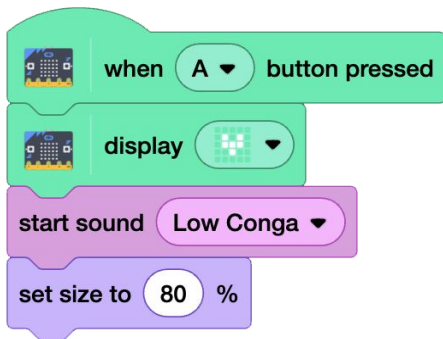 when A button pressed
display
start sound Low Conga
set size to 80 %